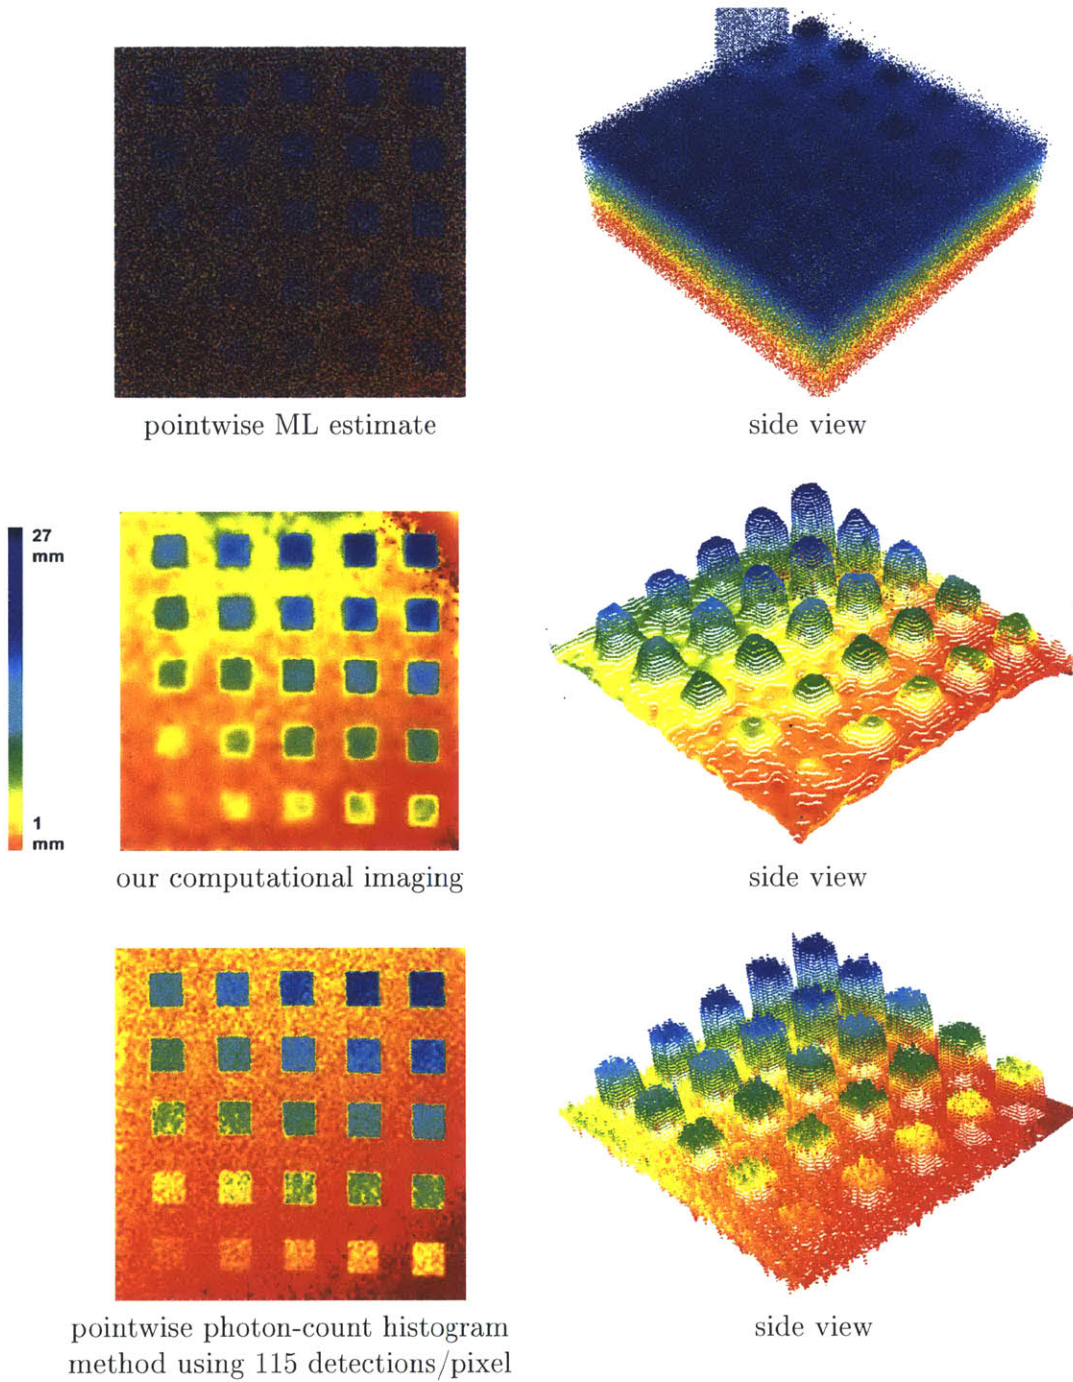 pointwise ML estimate
side view
27
mm
1
mm
our computational imaging
side view
pointwise photon-count histogram
method using 115 detections/pixel
side view